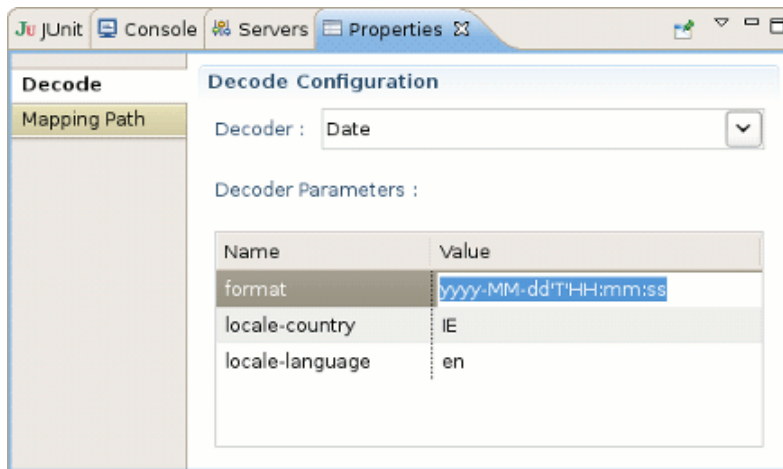 Ju JUnit Console Servers Properties
Decode
Mapping Path
Decode Configuration
Decoder : Date
Decoder Parameters :
Name Value
format yyyy-MM-dd'T'HH:mm:ss
locale-country IE
locale-language en